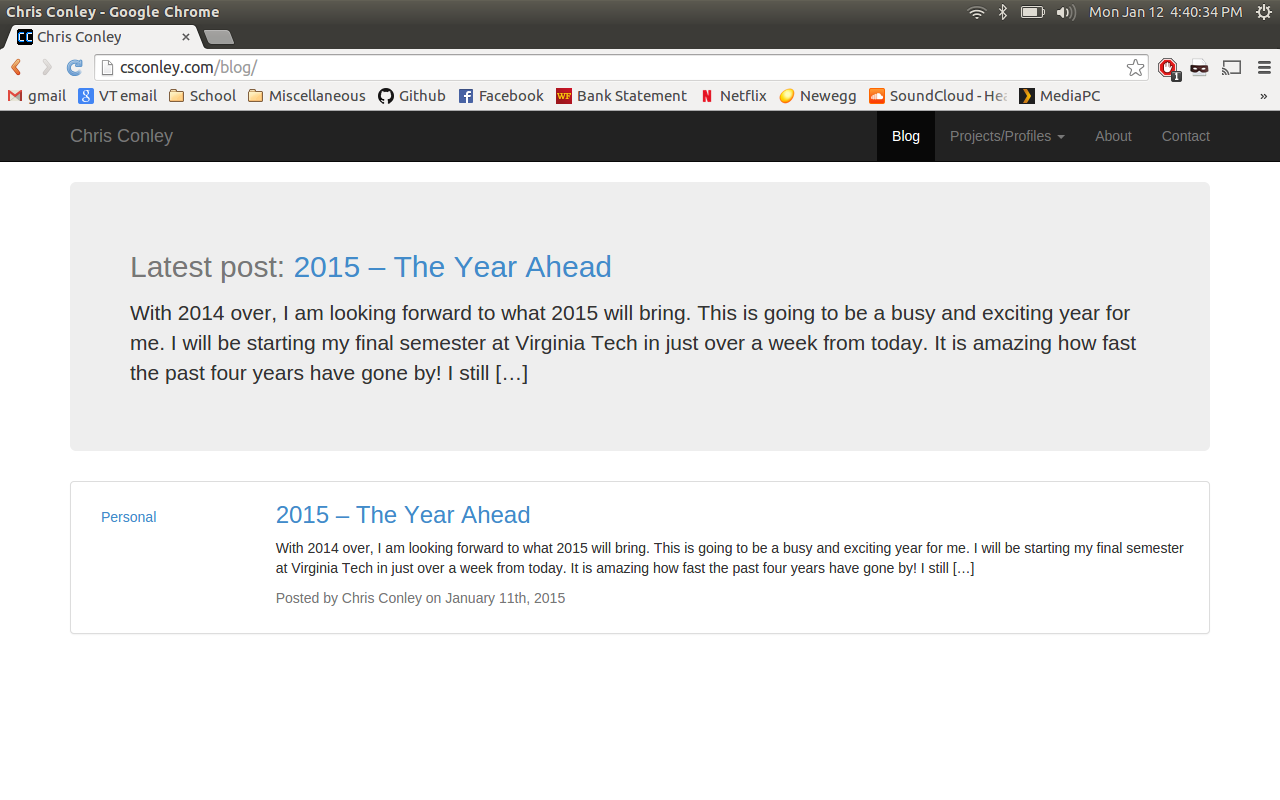 Chris Conley - Google Chrome
Mon Jan 12 4:40:34 PM
CC Chris Conley
csconley.com/blog/
1
gmail
8 VT email
School
Miscellaneous
Github
f Facebook
WF Bank Statement
N Netflix
Newegg
SoundCloud - Hea
MediaPC
»
Chris Conley
Blog
Projects/Profiles
About
Contact
Latest post: 2015 – The Year Ahead
With 2014 over, I am looking forward to what 2015 will bring. This is going to be a busy and exciting year for
me. I will be starting my final semester at Virginia Tech in just over a week from today. It is amazing how fast
the past four years have gone by! I still […]
Personal
2015 – The Year Ahead
With 2014 over, I am looking forward to what 2015 will bring. This is going to be a busy and exciting year for me. I will be starting my final semester
at Virginia Tech in just over a week from today. It is amazing how fast the past four years have gone by! I still […]
Posted by Chris Conley on January 11th, 2015